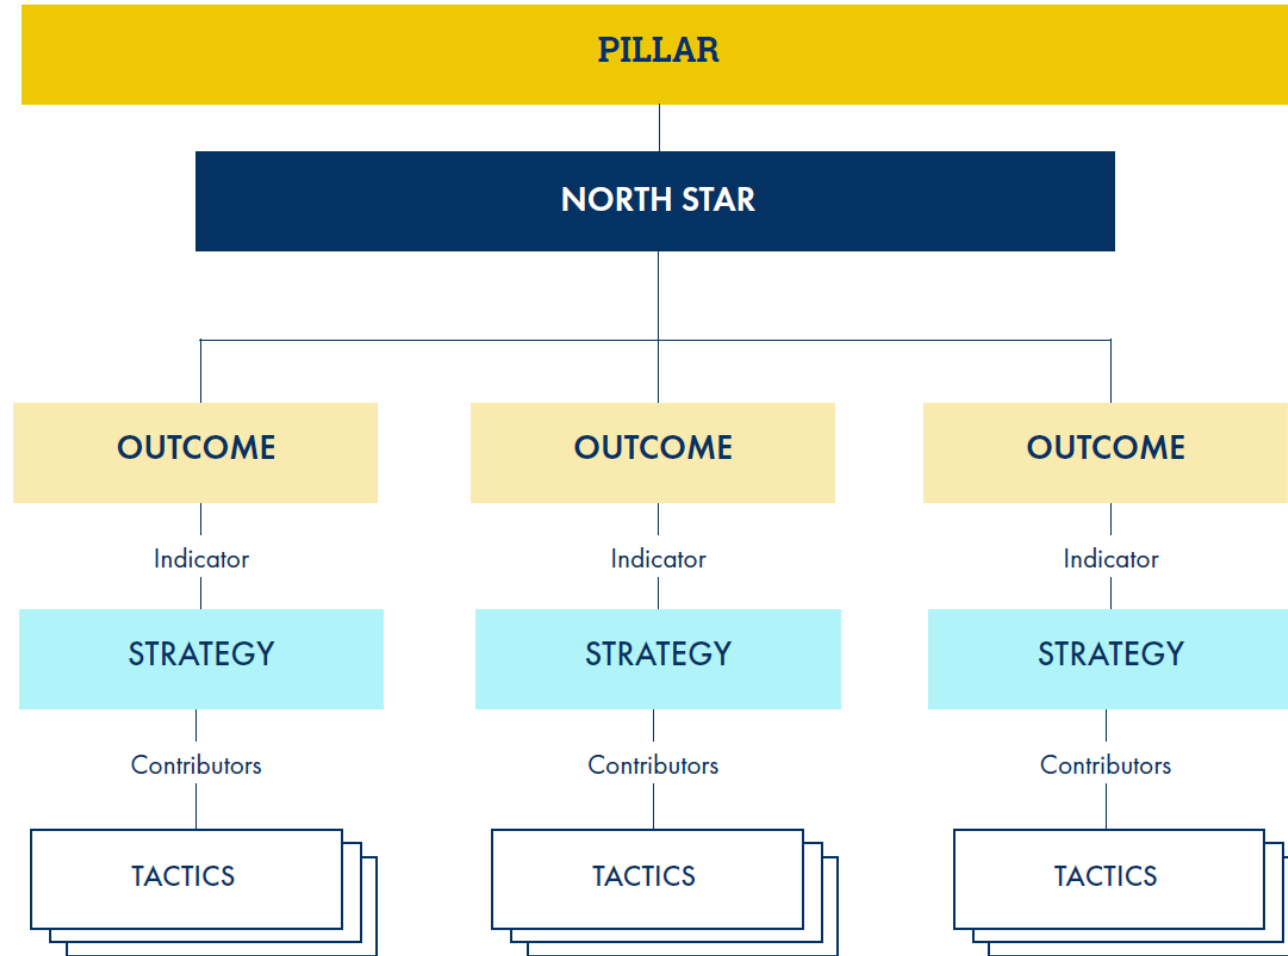 PILLAR
NORTH STAR
OUTCOME
OUTCOME
OUTCOME
Indicator
Indicator
Indicator
STRATEGY
STRATEGY
STRATEGY
Contributors
Contributors
Contributors
TACTICS
TACTICS
TACTICS